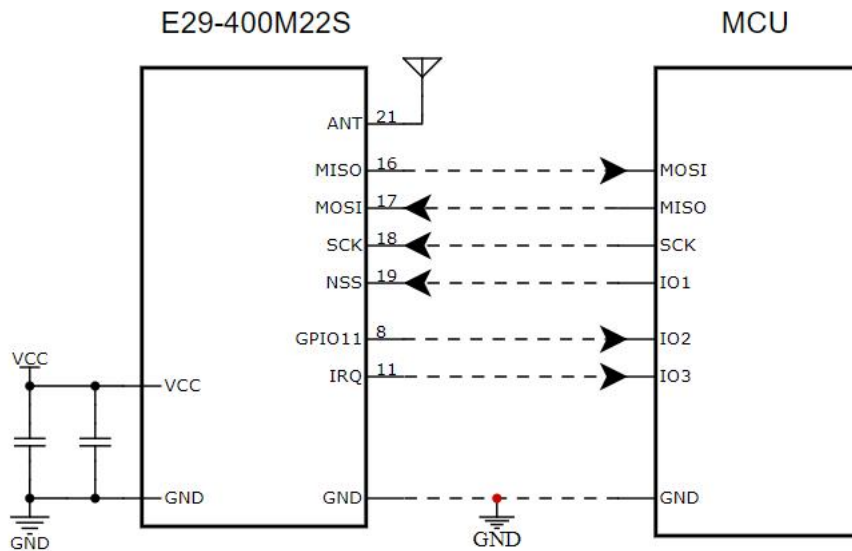 E29-400M22S MCU
ANT 21
MISO 16 MOSI
MOSI 17 MISO
SCK 18 SCK
NSS 19 IO1
GPIO11 8 IO2
VCC
IRQ 11 IO3
VCC
GND GND GND
GND GND